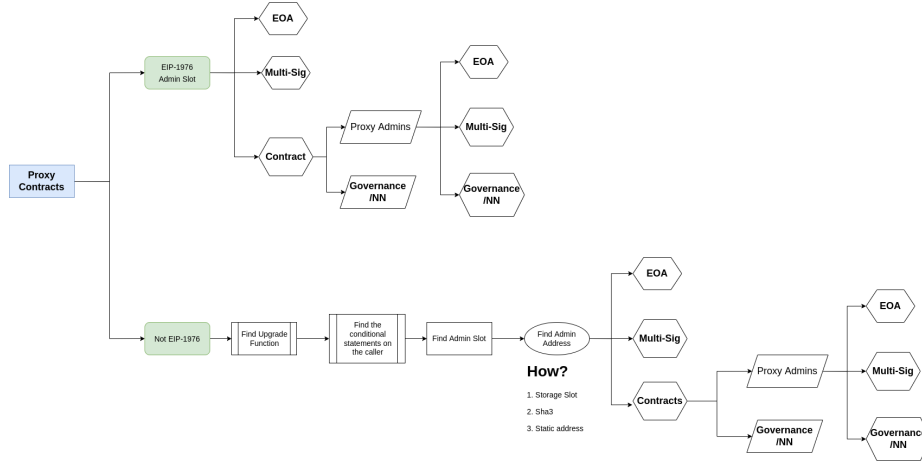 EOA
EIP-1976
Admin Slot
Multi-Sig
Contract
Proxy Admins
Governance
/NN
EOA
Multi-Sig
Governance
/NN
Proxy
Contracts
Not EIP-1976
Find Upgrade
Function
Find the
conditional
statements on
the caller
Find Admin Slot
Find Admin
Address
How?
1. Storage Slot
2. Sha3
3. Static address
EOA
Multi-Sig
Contracts
Proxy Admins
Governance
/NN
EOA
Multi-Sig
Governance
/NN